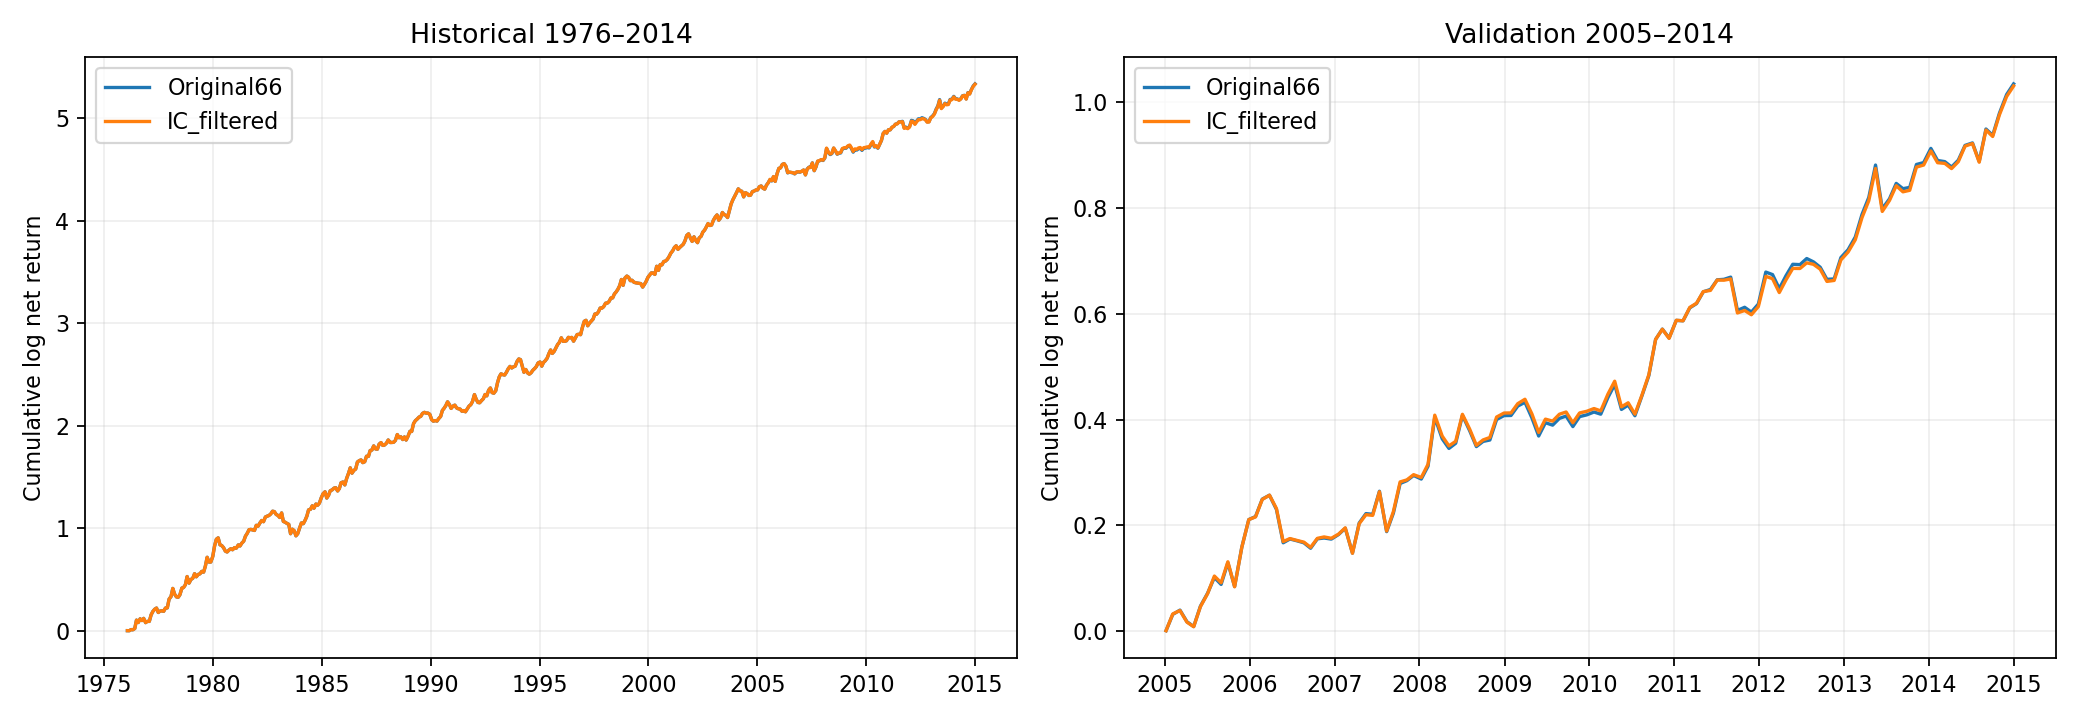 Historical 1976–2014
Original66
IC_filtered
Cumulative log net return
5
4
3
2
1
0
1975 1980 1985 1990 1995 2000 2005 2010 2015
Validation 2005–2014
Original66
IC_filtered
Cumulative log net return
1.0
0.8
0.6
0.4
0.2
0.0
2005 2006 2007 2008 2009 2010 2011 2012 2013 2014 2015